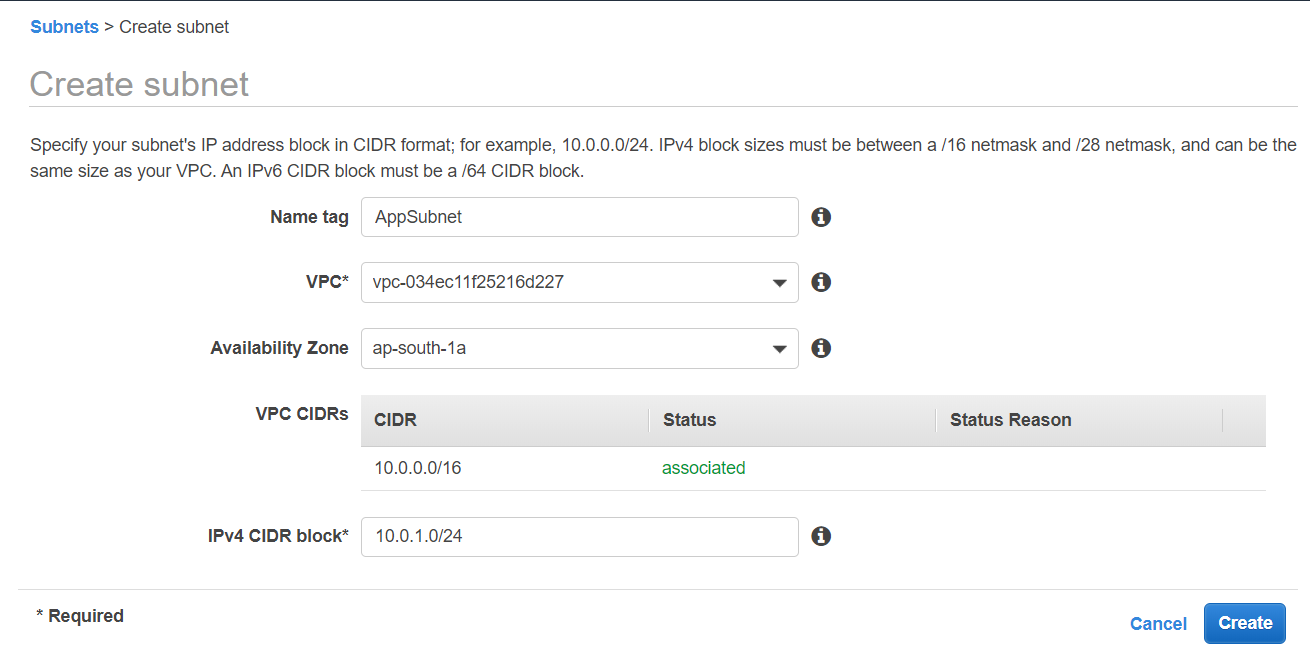 Subnets > Create subnet
Create subnet
Specify your subnet's IP address block in CIDR format; for example, 10.0.0.0/24. IPv4 block sizes must be between a /16 netmask and /28 netmask, and can be the
same size as your VPC. An IPv6 CIDR block must be a /64 CIDR block.
Name tag AppSubnet
VPC* vpc-034ec11f25216d227
Availability Zone ap-south-1a
VPC CIDRs CIDR Status Status Reason
10.0.0.0/16 associated
IPv4 CIDR block* 10.0.1.0/24
* Required
Cancel Create